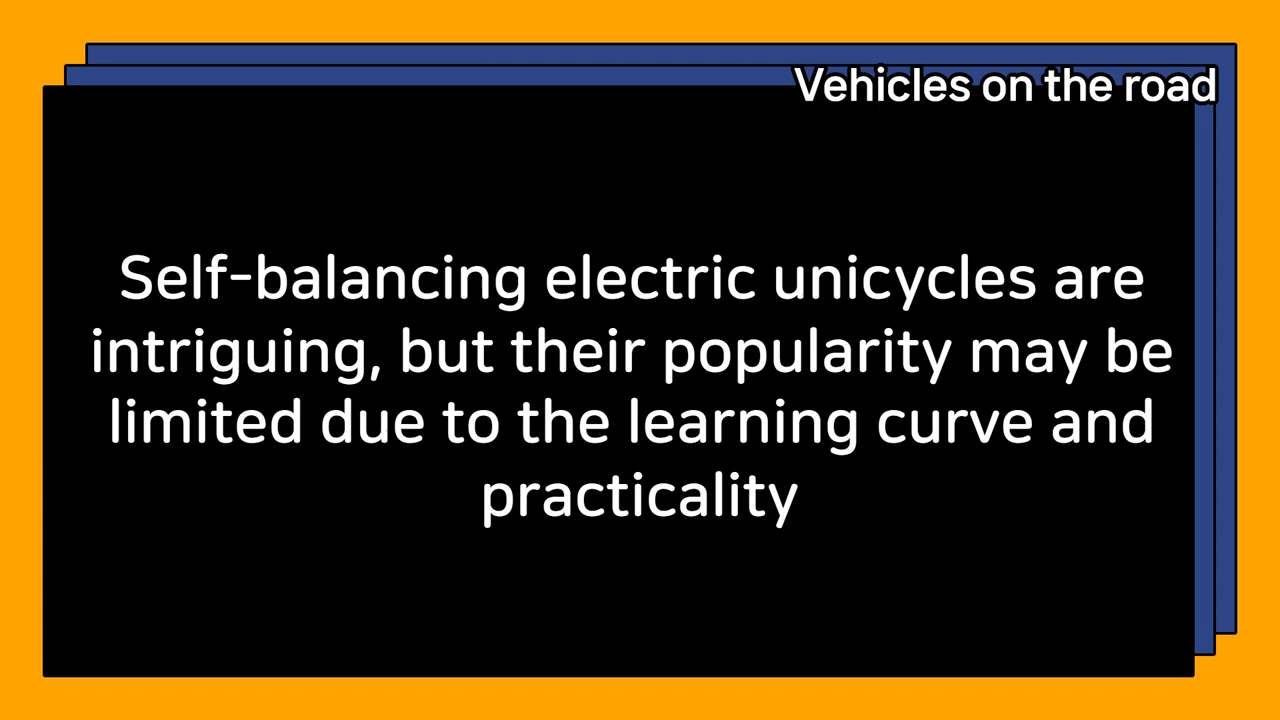 Vehicles on the road
Self-balancing electric unicycles are
intriguing, but their popularity may be
limited due to the learning curve and
practicality